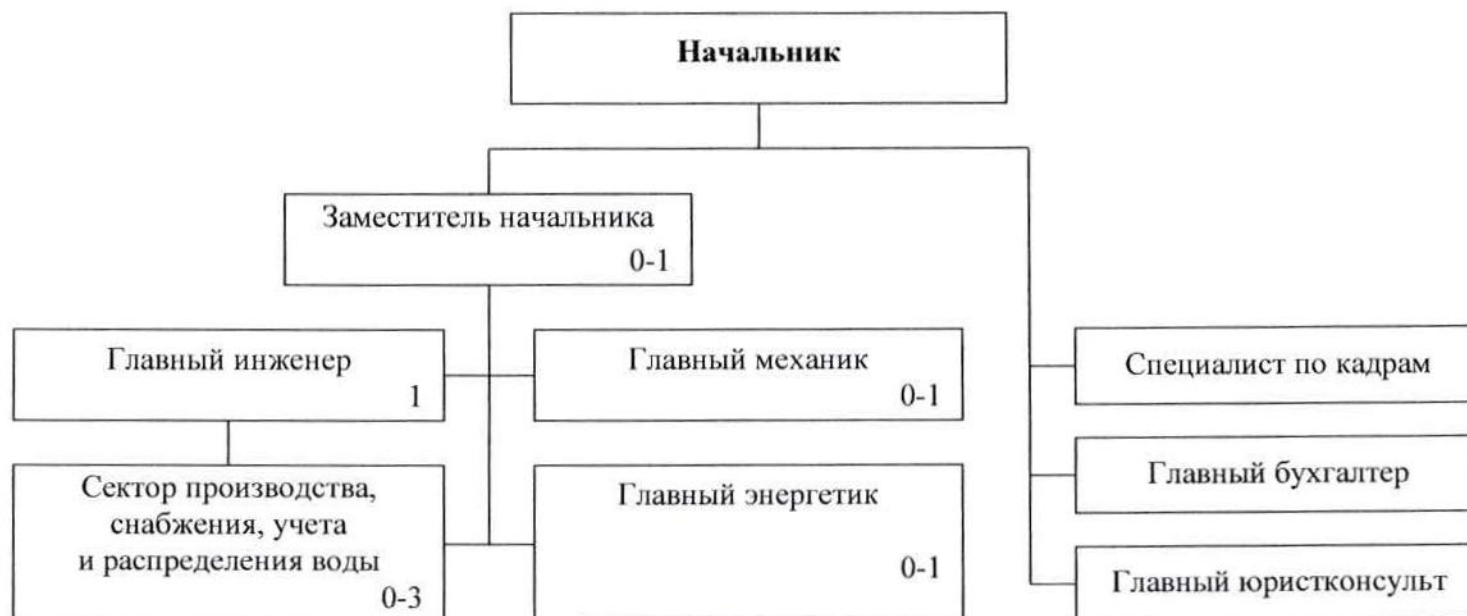 Начальник
Заместитель начальника
0-1
Главный инженер
1
Главный механик
0-1
Специалист по кадрам
Сектор производства,
снабжения, учета
и распределения воды
0-3
Главный энергетик
0-1
Главный бухгалтер
Главный юристконсульт